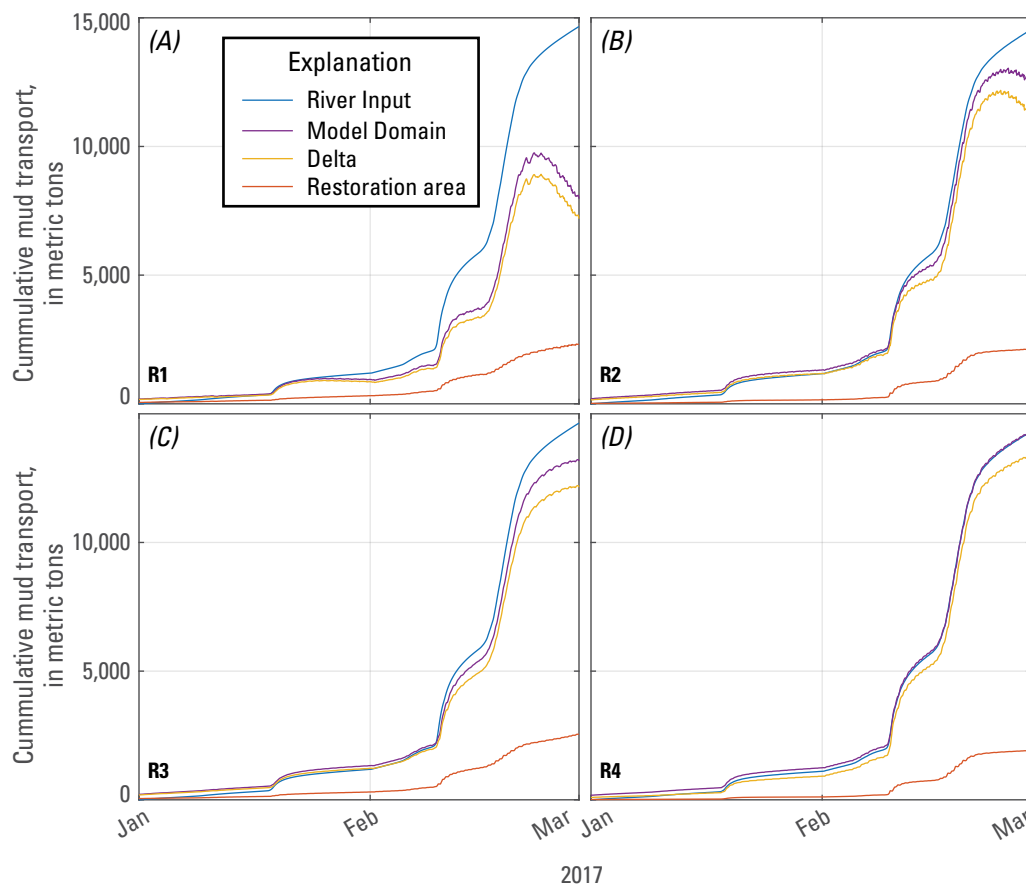 Cummulative mud transport,
in metric tons
15,000
10,000
5,000
0
(A)
Explanation
River Input
Model Domain
Delta
Restoration area
R1
(B)
R2
Cummulative mud transport,
in metric tons
10,000
5,000
0
(C)
R3
(D)
R4
Jan
Feb
Mar
Jan
Feb
Mar
2017